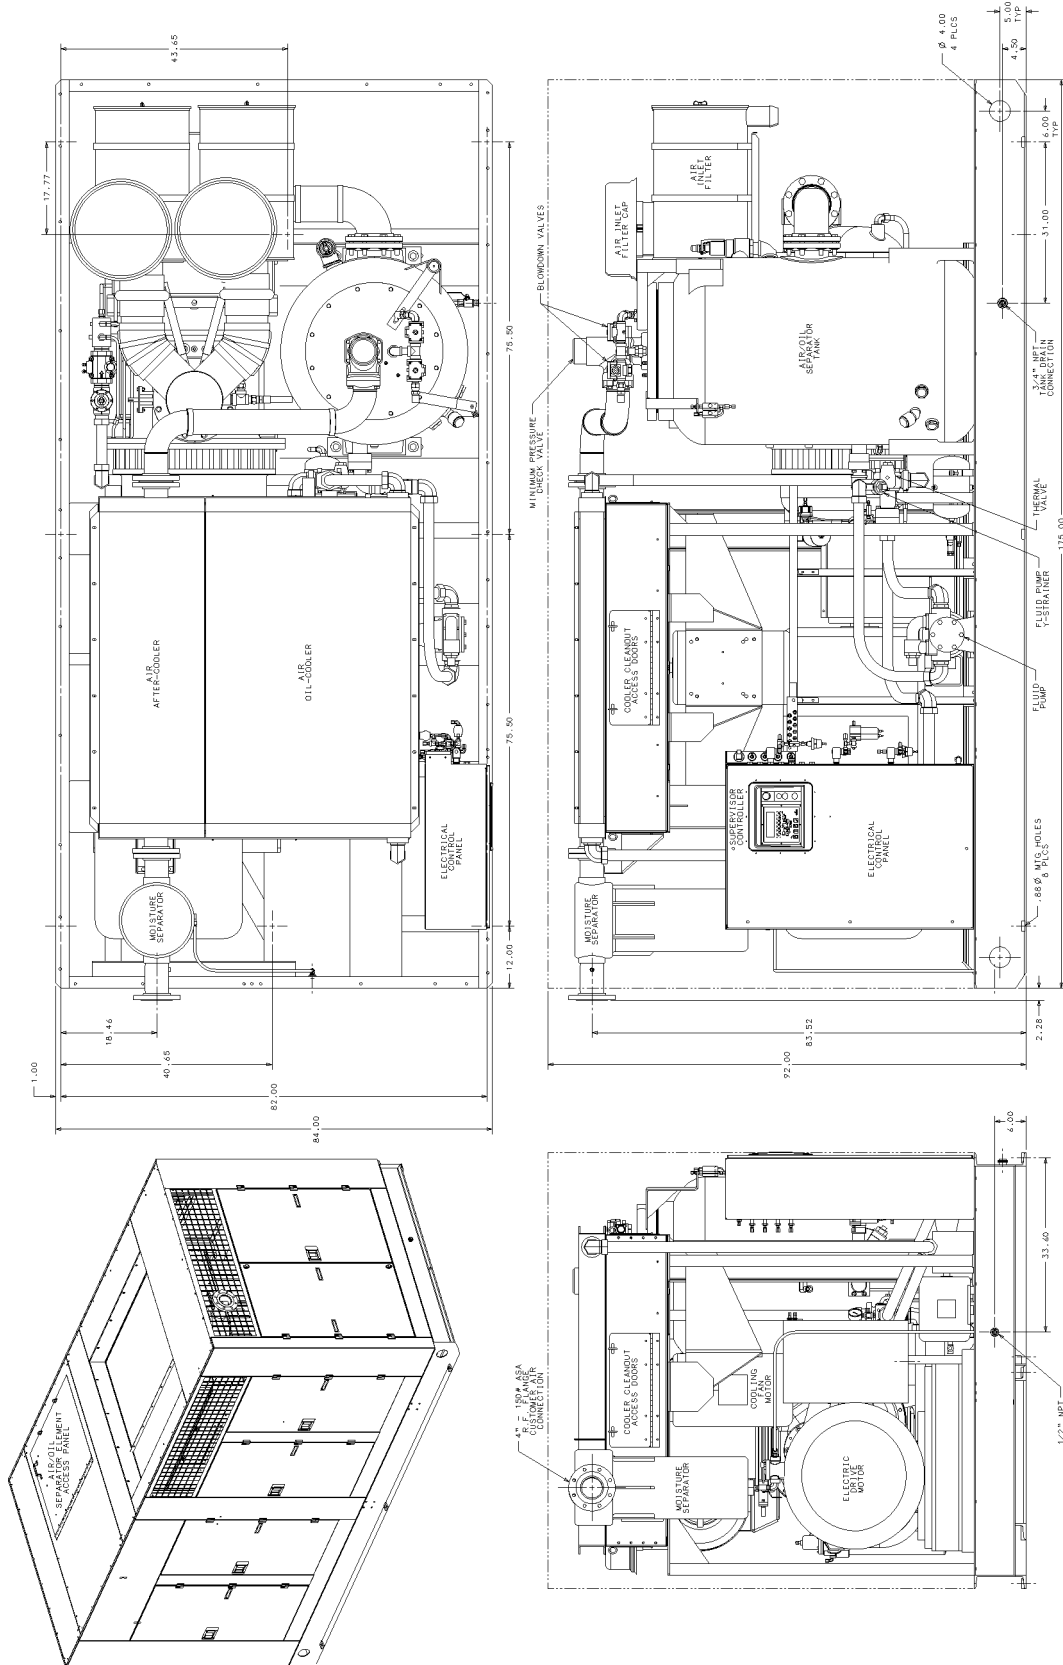 43.65
17.77
75.50
75.50
12.00
18.46
40.65
1.00
82.00
84.00
AIR
AFTER-COOLER
AIR
OIL-COOLER
ELECTRICAL
CONTROL
PANEL
MOISTURE
SEPARATOR
5.00
TYP
4.50
Ø 4.00
4 PLCS
6.00
TYP
31.00
3/4" NPT
TANK DRAIN
CONNECTION
AIR
INLET
FILTER
AIR INLET
FILTER CAP
BLOWDOWN VALVES
AIR/OIL
SEPARATOR
TANK
MINIMUM PRESSURE
CHECK VALVE
THERMAL
VALVE
175.00
FLUID PUMP
Y-STRAINER
FLUID
PUMP
COOLER CLEANOUT
ACCESS DOORS
SUPERVISOR
CONTROLLER
ELECTRICAL
CONTROL
PANEL
.88Ø MTG HOLES
8 PLCS
MOISTURE
SEPARATOR
2.28
83.52
92.00
AIR/OIL
SEPARATOR ELEMENT
ACCESS PANEL
6.00
33.60
4" - 150# ASA
R.F. FLANGE
CUSTOMER AIR
CONNECTION
COOLER CLEANOUT
ACCESS DOORS
COOLING
FAN
MOTOR
MOISTURE
SEPARATOR
ELECTRIC
DRIVE
MOTOR
1/2" NPT